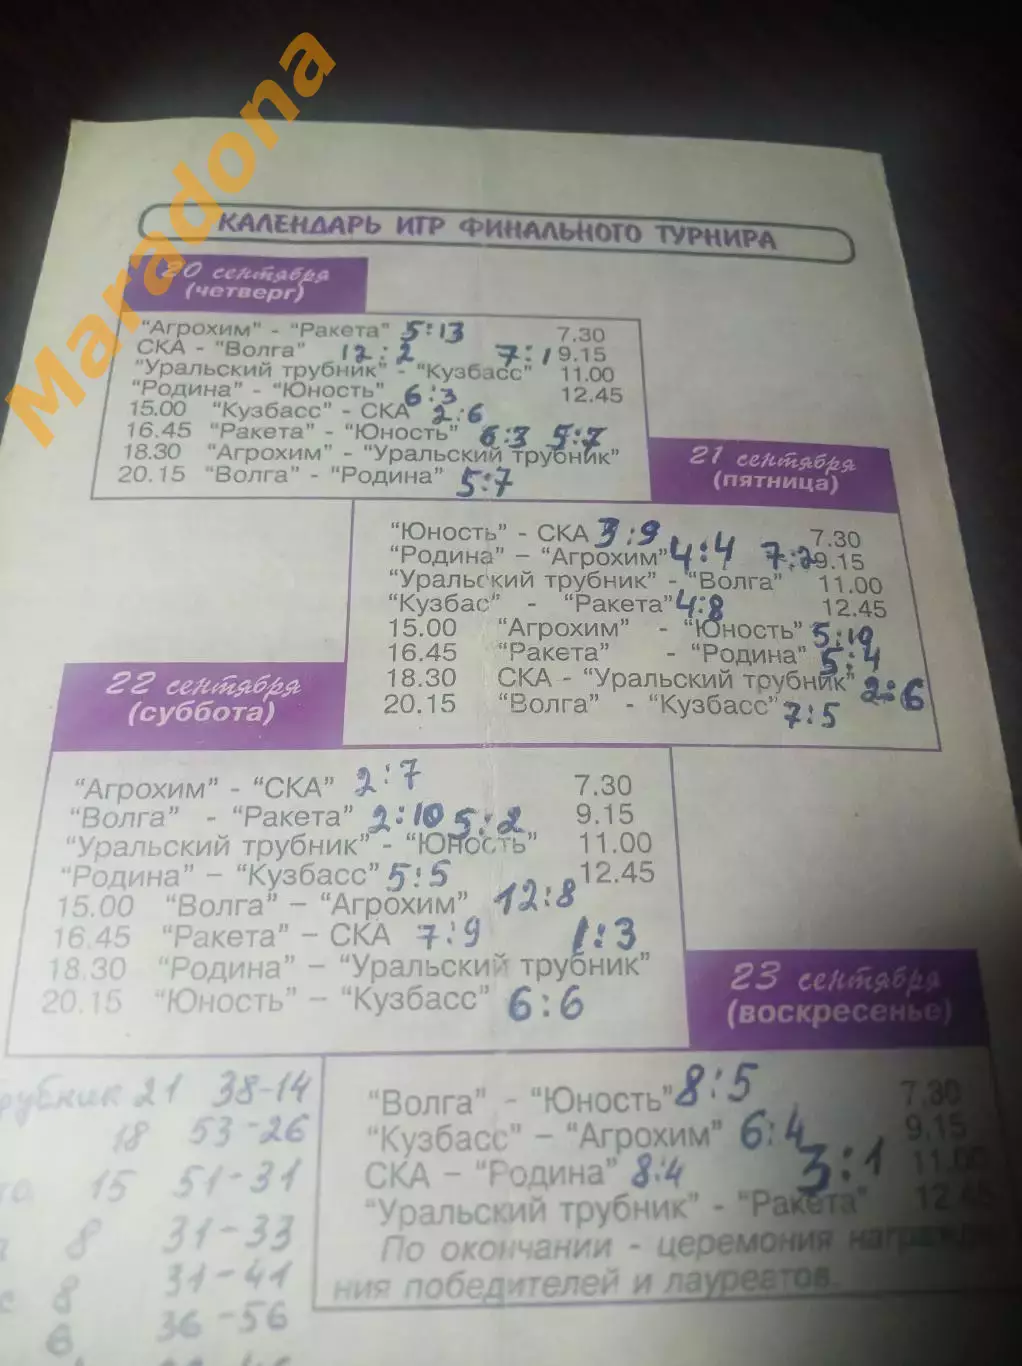 Maradona
КАЛЕНДАРЬ ИГР ФИНАЛЬНОГО ТУРНИРА
20 сентября
(четверг)
"Агрохим" - "Ракета" 5:13 7.30
СКА - "Волга" 12:2 7:1 9.15
"Уральский трубник" - "Кузбасс" 11.00
"Родина" - "Юность" 6:3 12.45
15.00 "Кузбасс" - СКА 2:6
16.45 "Ракета" - "Юность" 6:3 5:7
18.30 "Агрохим" - "Уральский трубник"
20.15 "Волга" - "Родина" 5:7
21 сентября
(пятница)
"Юность" - СКА 3:9 7.30
"Родина" – "Агрохим" 4:4 7:2 9.15
"Уральский трубник" - "Волга" 11.00
"Кузбас" - "Ракета" 4:8 12.45
15.00 "Агрохим" - "Юность" 5:10
16.45 "Ракета" - "Родина" 5:4
18.30 СКА - "Уральский трубник" 2:6
20.15 "Волга" - "Кузбасс" 7:5
22 сентября
(суббота)
"Агрохим" - "СКА" 2:7 7.30
"Волга" - "Ракета" 2:10 5:2 9.15
"Уральский трубник" - "Юность" 11.00
"Родина" – "Кузбасс" 5:5 12.45
15.00 "Волга" – "Агрохим" 12:8
16.45 "Ракета" – СКА 7:9 1:3
18.30 "Родина" – "Уральский трубник"
20.15 "Юность" – "Кузбасс" 6:6
23 сентября
(воскресенье)
"Волга" - "Юность" 8:5 7.30
"Кузбасс" – "Агрохим" 6:4 9.15
СКА – "Родина" 8:4 3:1 11.00
"Уральский трубник" - "Ракета" 12.45
По окончании - церемония награжде-
ния победителей и лауреатов.
рубник 21 38-14
18 53-26
15 51-31
8 31-33
8 31-41
6 36-56